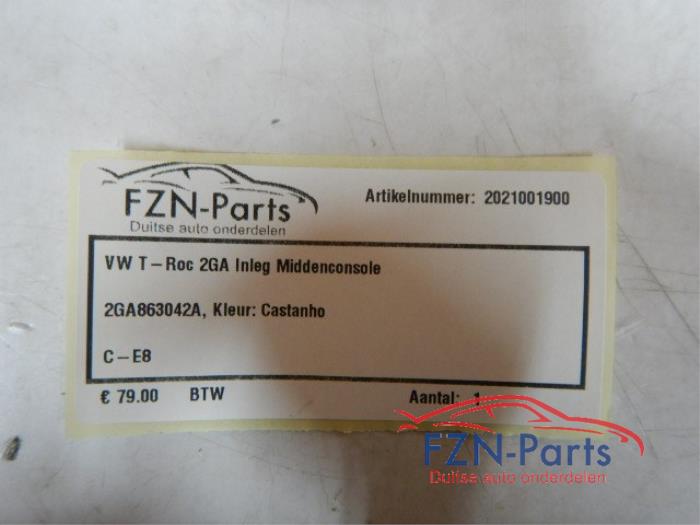 FZN-Parts
Duitse auto onderdelen
Artikelnummer: 2021001900
VW T-Roc 2GA Inleg Middenconsole
2GA863042A, Kleur: Castanho
C-E8
€ 79.00 BTW
Aantal: 1
FZN-Parts
Duitse auto onderdelen